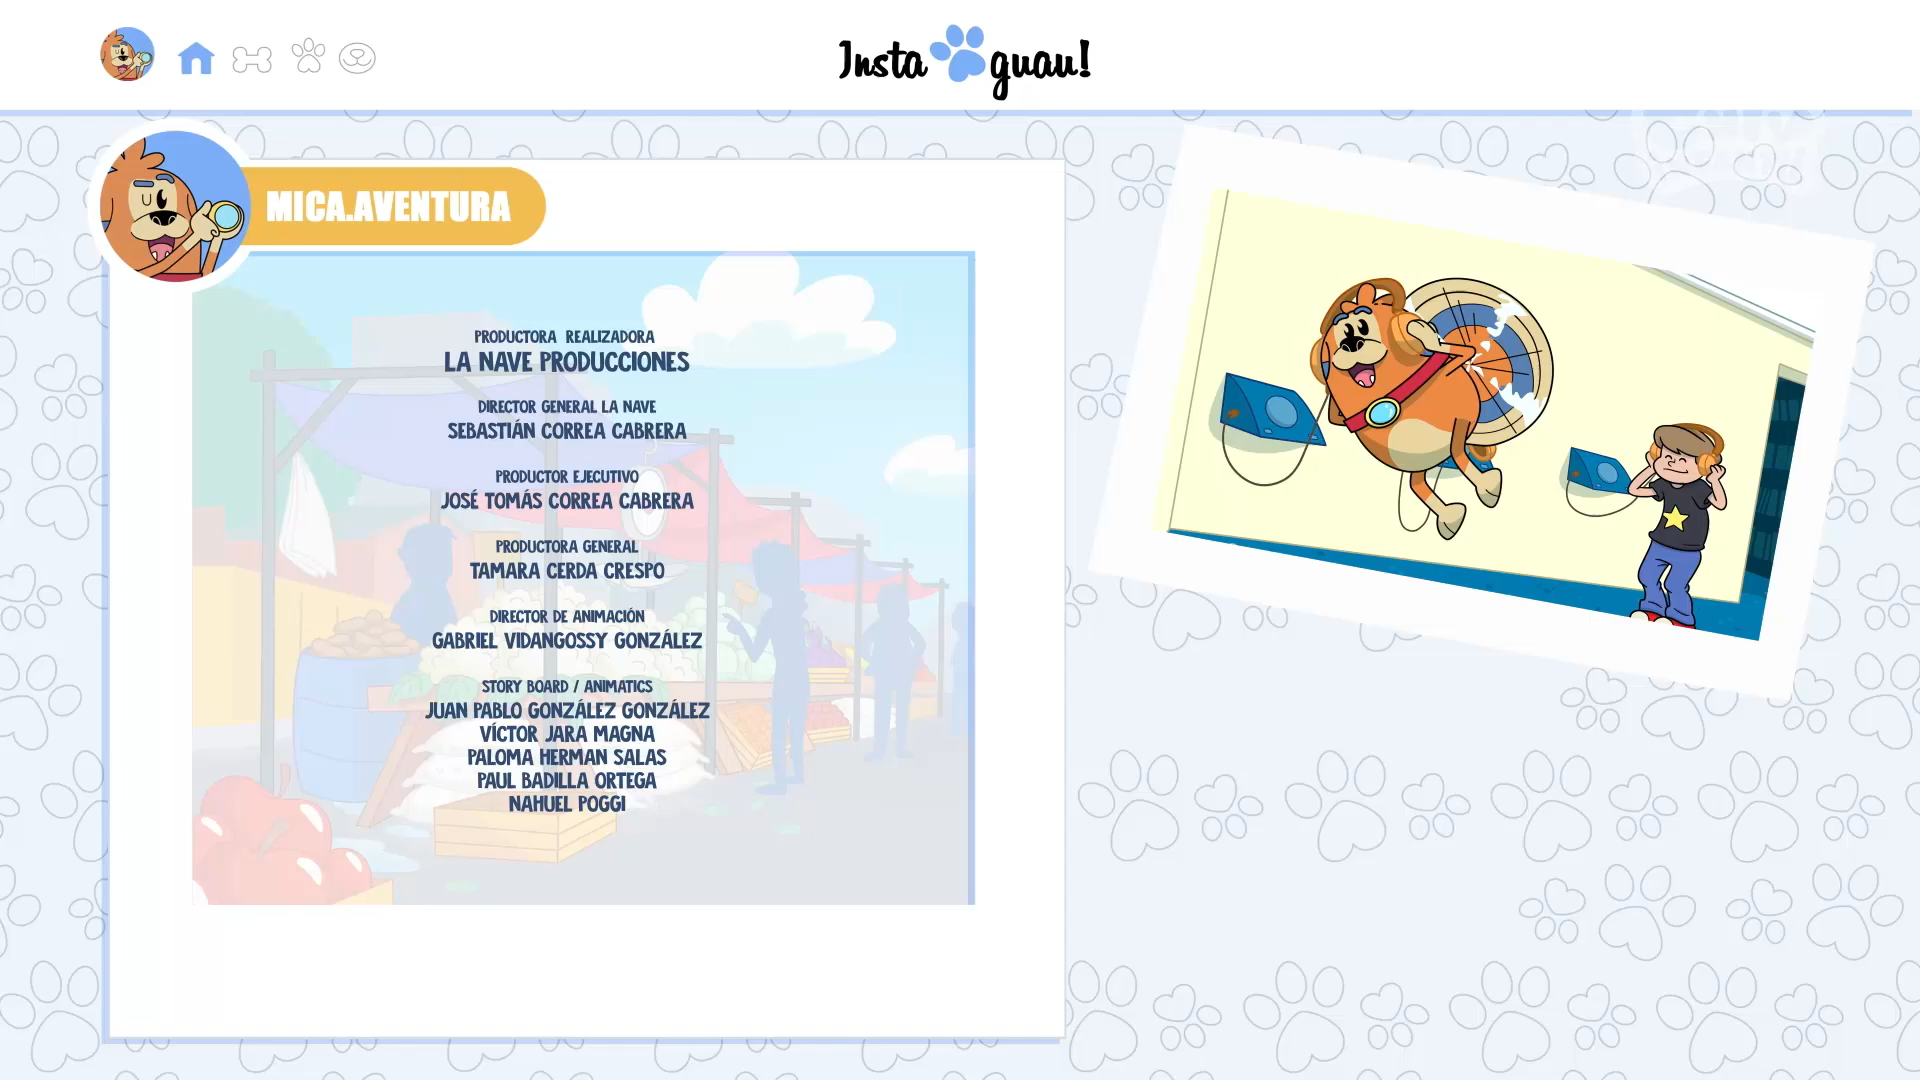 Insta guau!
MICA.AVENTURA
PRODUCTORA REALIZADORA
LA NAVE PRODUCCIONES
DIRECTOR GENERAL LA NAVE
SEBASTIÁN CORREA CABRERA
PRODUCTOR EJECUTIVO
JOSÉ TOMÁS CORREA CABRERA
PRODUCTORA GENERAL
TAMARA CERDA CRESPO
DIRECTOR DE ANIMACIÓN
GABRIEL VIDANGOSSY GONZÁLEZ
STORY BOARD / ANIMATICS
JUAN PABLO GONZÁLEZ GONZÁLEZ
VÍCTOR JARA MAGNA
PALOMA HERMAN SALAS
PAUL BADILLA ORTEGA
NAHUEL POGGI